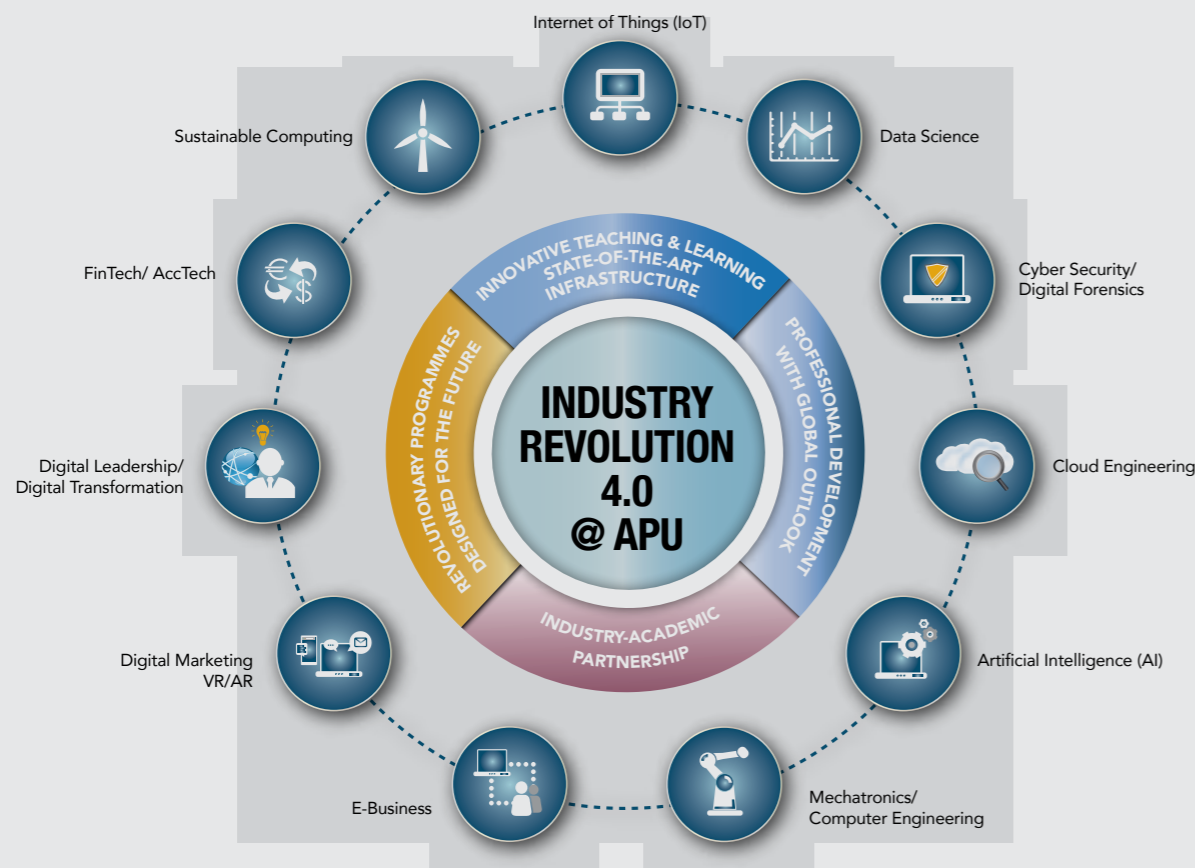 Internet of Things (IoT)
Sustainable Computing
Data Science
FinTech/ AccTech
Cyber Security/
Digital Forensics
INNOVATIVE TEACHING & LEARNING
STATE-OF-THE-ART
INFRASTRUCTURE
REVOLUTIONARY PROGRAMMES
DESIGNED FOR THE FUTURE
PROFESSIONAL DEVELOPMENT
WITH GLOBAL OUTLOOK
INDUSTRY
REVOLUTION
4.0
@ APU
INDUSTRY-ACADEMIC
PARTNERSHIP
Digital Leadership/
Digital Transformation
Cloud Engineering
Digital Marketing
VR/AR
Artificial Intelligence (AI)
E-Business
Mechatronics/
Computer Engineering